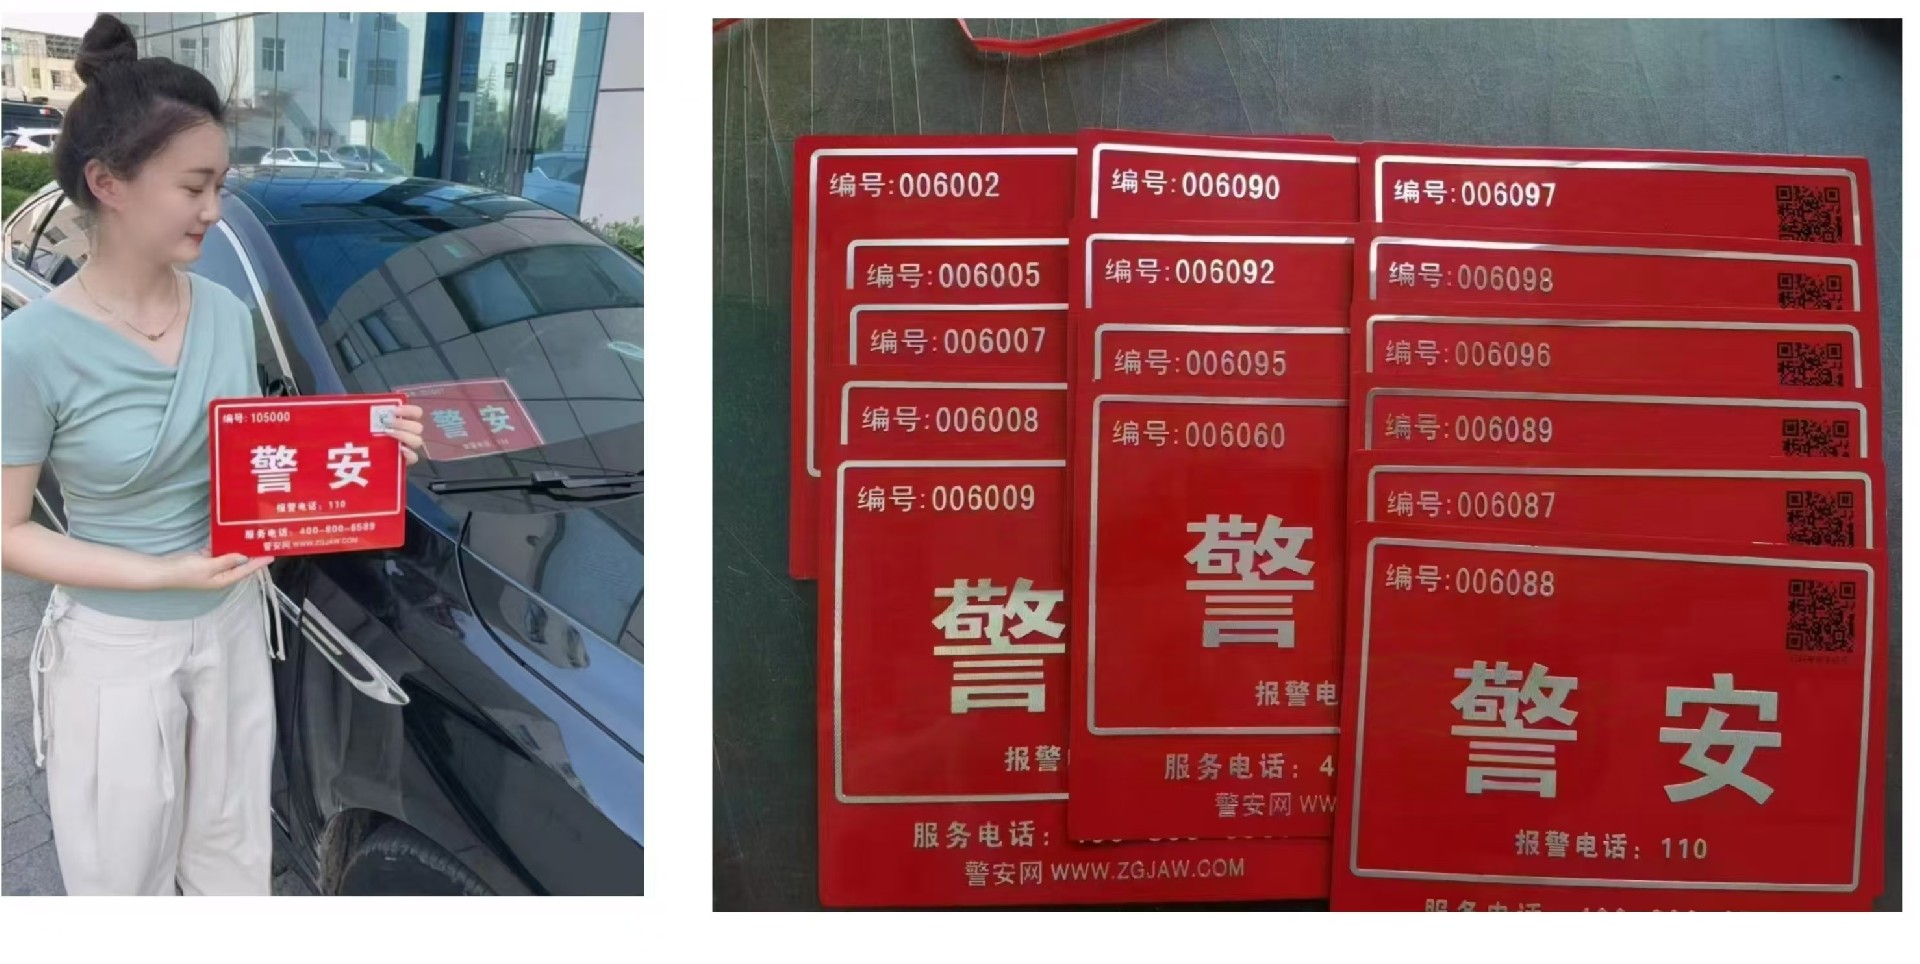 编号: 105000
警 安
报警电话: 110
服务电话: 400-800-6589
警安网 WWW.ZGJAW.COM
警 安
编号:006002
编号:006005
编号:006007
编号:006008
编号:006009
警
报警
服务电话:
警安网 WWW.ZGJAW.COM
编号:006090
编号:006092
编号:006095
编号:006060
警
报警电
服务电话: 4
警安网 WW
编号:006097
编号:006098
编号:006096
编号:006089
编号:006087
编号:006088
警 安
报警电话: 110
服务电话: